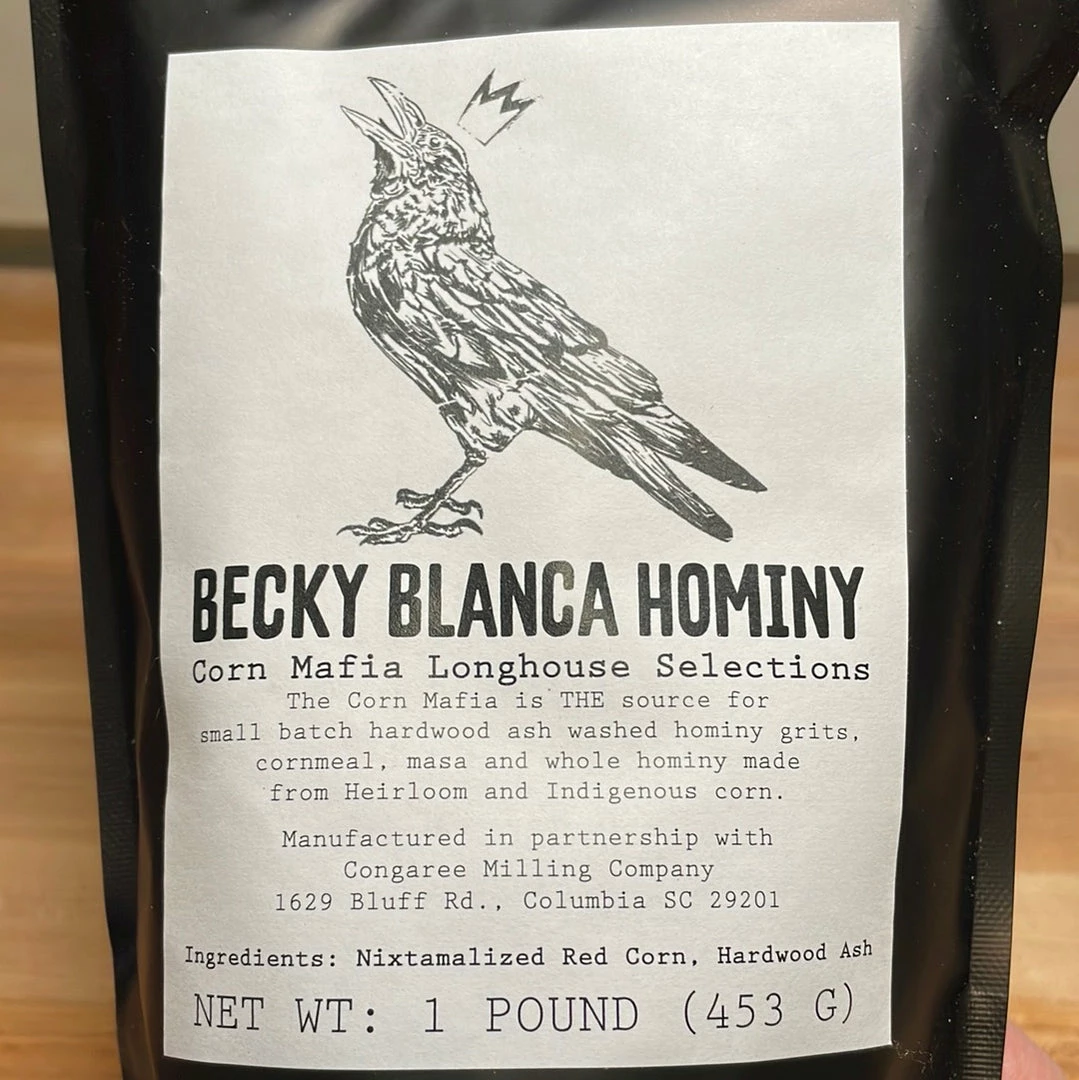 BECKY BLANCA HOMINY
Corn Mafia Longhouse Selections
The Corn Mafia is THE source for
small batch hardwood ash washed hominy grits,
cornmeal, masa and whole hominy made
from Heirloom and Indigenous corn.
Manufactured in partnership with
Congaree Milling Company
1629 Bluff Rd., Columbia SC 29201
Ingredients: Nixtamalized Red Corn, Hardwood Ash
NET WT: 1 POUND (453 G)